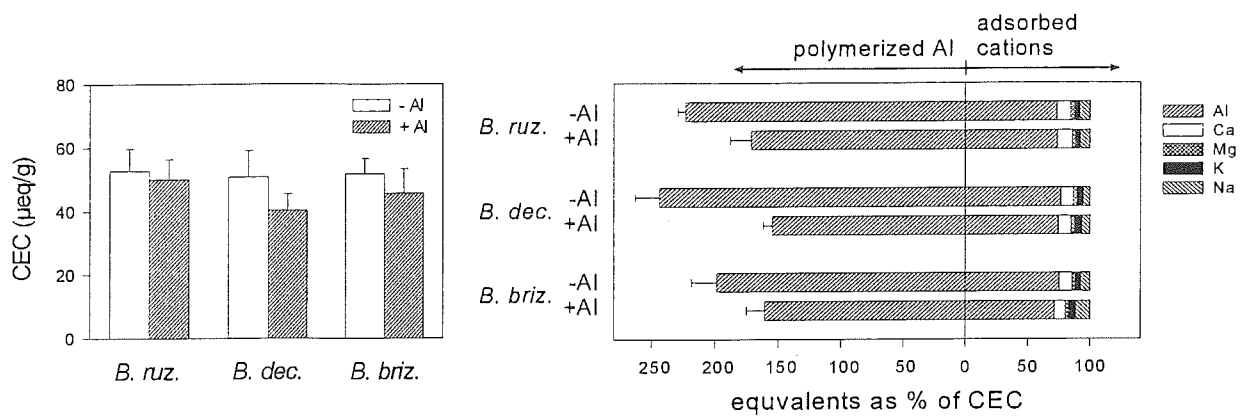 CEC (μeq/g)
80
60
40
20
0
- Al
+ Al
B. ruz.
B. dec.
B. briz.
polymerized Al
adsorbed
cations
B. ruz.
-Al
+Al
B. dec.
-Al
+Al
B. briz.
-Al
+Al
250 200 150 100 50 0 50 100
equvalents as % of CEC
Al
Ca
Mg
K
Na